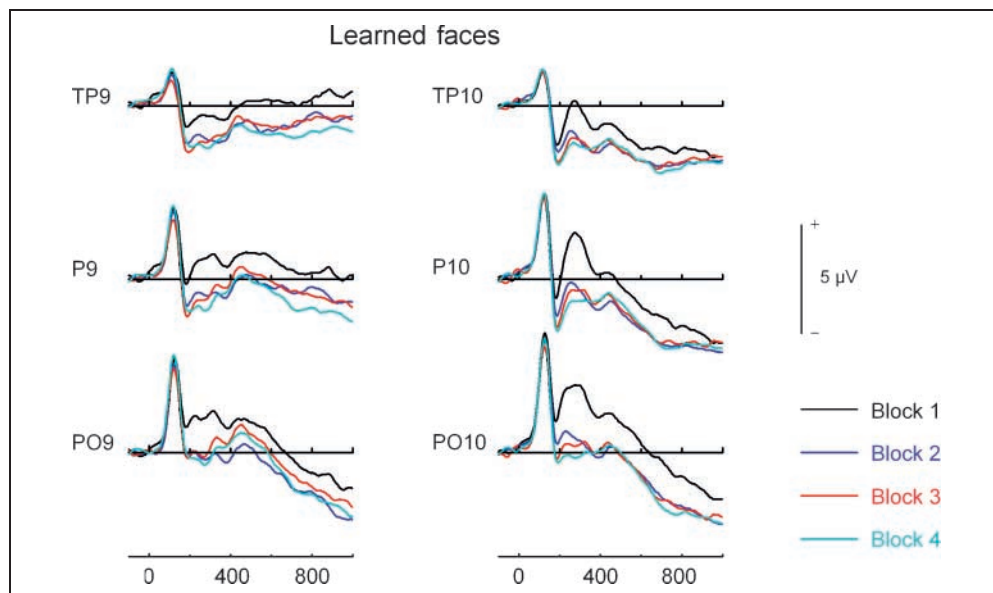 Learned faces
TP9
TP10
P9
P10
+
5 µV
−
PO9
PO10
Block 1
Block 2
Block 3
Block 4
0 400 800
0 400 800